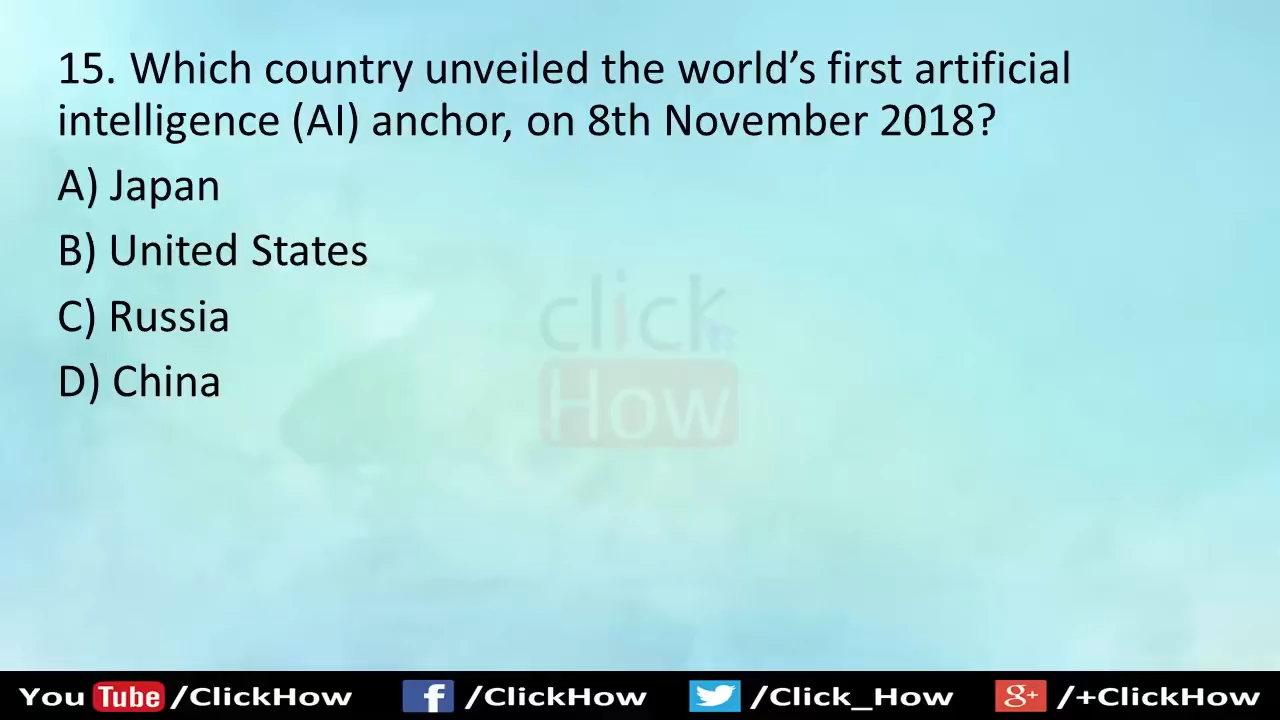 15. Which country unveiled the world’s first artificial
intelligence (AI) anchor, on 8th November 2018?
A) Japan
B) United States
C) Russia
D) China
click
How
You Tube /ClickHow f /ClickHow /Click_How g+ /+ClickHow